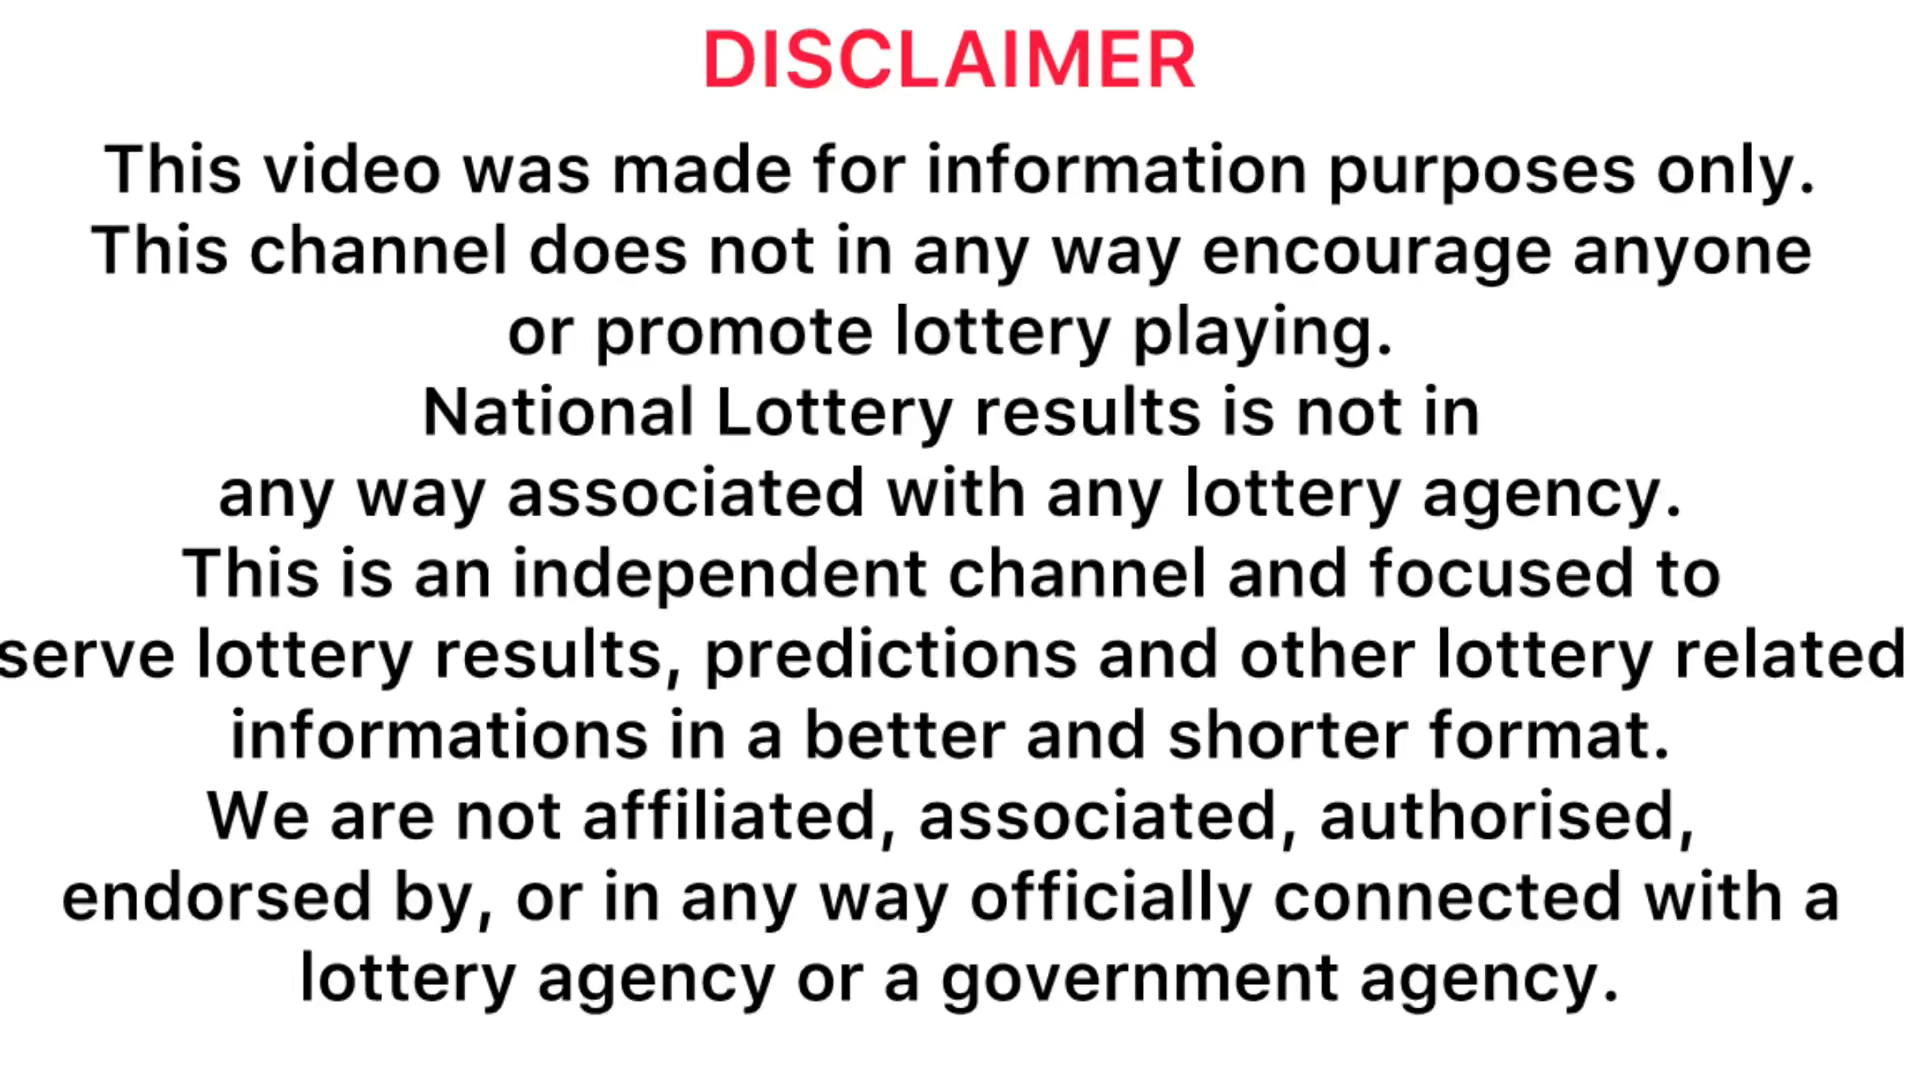 DISCLAIMER
This video was made for information purposes only.
This channel does not in any way encourage anyone
or promote lottery playing.
National Lottery results is not in
any way associated with any lottery agency.
This is an independent channel and focused to
serve lottery results, predictions and other lottery related
informations in a better and shorter format.
We are not affiliated, associated, authorised,
endorsed by, or in any way officially connected with a
lottery agency or a government agency.